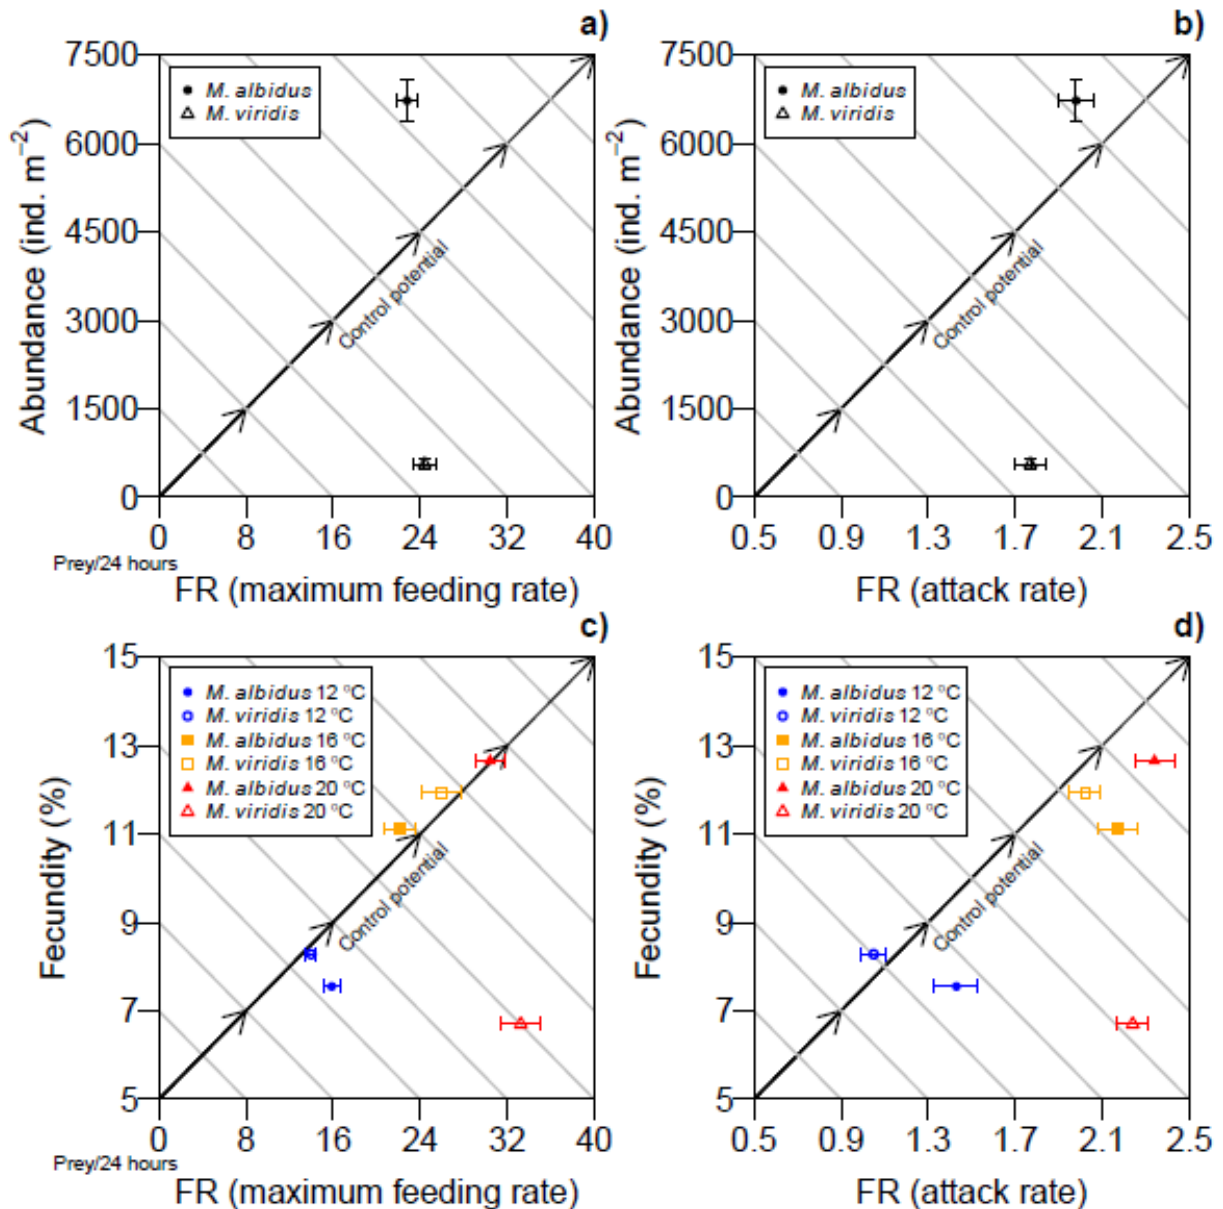 a)
7500
6000
4500
3000
1500
0
Abundance (ind. m⁻²)
M. albidus
M. viridis
Control potential
0 8 16 24 32 40
Prey/24 hours
FR (maximum feeding rate)
b)
7500
6000
4500
3000
1500
0
Abundance (ind. m⁻²)
M. albidus
M. viridis
Control potential
0.5 0.9 1.3 1.7 2.1 2.5
FR (attack rate)
c)
15
13
11
9
7
5
Fecundity (%)
M. albidus 12 °C
M. viridis 12 °C
M. albidus 16 °C
M. viridis 16 °C
M. albidus 20 °C
M. viridis 20 °C
Control potential
0 8 16 24 32 40
Prey/24 hours
FR (maximum feeding rate)
d)
15
13
11
9
7
5
Fecundity (%)
M. albidus 12 °C
M. viridis 12 °C
M. albidus 16 °C
M. viridis 16 °C
M. albidus 20 °C
M. viridis 20 °C
Control potential
0.5 0.9 1.3 1.7 2.1 2.5
FR (attack rate)